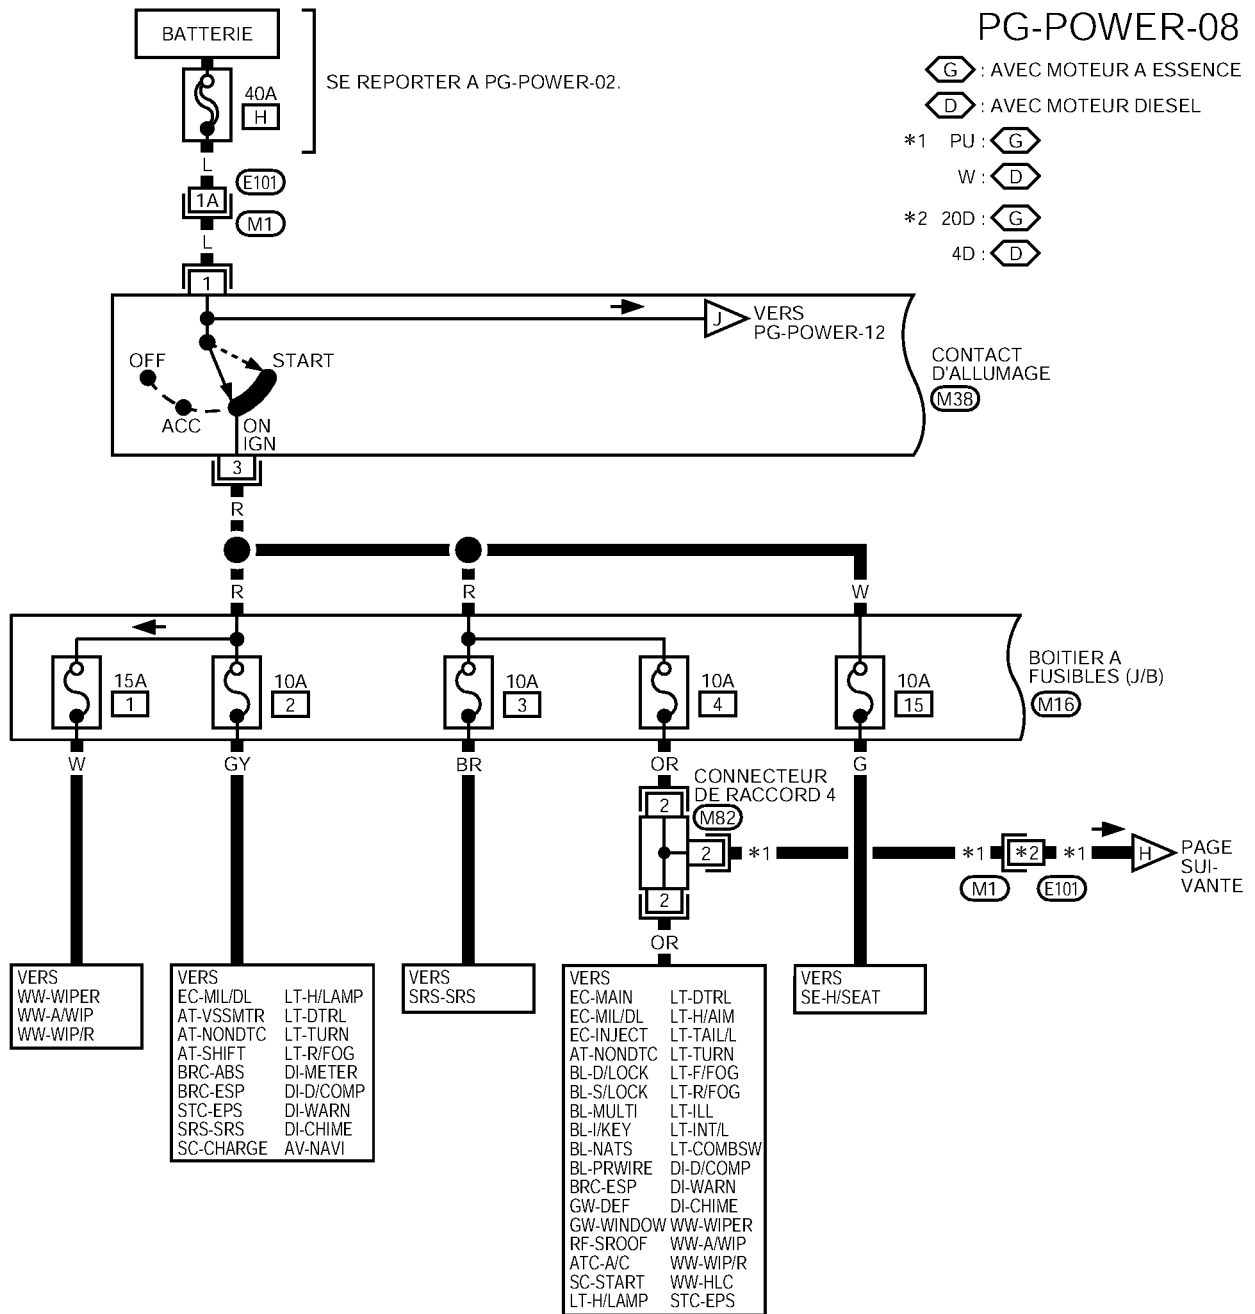 PG-POWER-08
BATTERIE
40A
H
SE REPORTER A PG-POWER-02.
G : AVEC MOTEUR A ESSENCE
D : AVEC MOTEUR DIESEL
*1 PU : G
W : D
*2 20D : G
4D : D
L
E101
1A
M1
L
1
J
VERS
PG-POWER-12
OFF
START
ACC
ON
IGN
CONTACT
D'ALLUMAGE
M38
3
R
R
R
W
15A
1
10A
2
10A
3
10A
4
10A
15
BOITIER A
FUSIBLES (J/B)
M16
W
GY
BR
OR
G
CONNECTEUR
DE RACCORD 4
M82
2
2
*1
*1
*2
*1
H
PAGE
SUI-
VANTE
M1
E101
2
OR
VERS
WW-WIPER
WW-A/WIP
WW-WIP/R
VERS
EC-MIL/DL LT-H/LAMP
AT-VSSMTR LT-DTRL
AT-NONDTC LT-TURN
AT-SHIFT LT-R/FOG
BRC-ABS DI-METER
BRC-ESP DI-D/COMP
STC-EPS DI-WARN
SRS-SRS DI-CHIME
SC-CHARGE AV-NAVI
VERS
SRS-SRS
VERS
EC-MAIN LT-DTRL
EC-MIL/DL LT-H/AIM
EC-INJECT LT-TAIL/L
AT-NONDTC LT-TURN
BL-D/LOCK LT-F/FOG
BL-S/LOCK LT-R/FOG
BL-MULTI LT-ILL
BL-I/KEY LT-INT/L
BL-NATS LT-COMBSW
BL-PRWIRE DI-D/COMP
BRC-ESP DI-WARN
GW-DEF DI-CHIME
GW-WINDOW WW-WIPER
RF-SROOF WW-A/WIP
ATC-A/C WW-WIP/R
SC-START WW-HLC
LT-H/LAMP STC-EPS
VERS
SE-H/SEAT